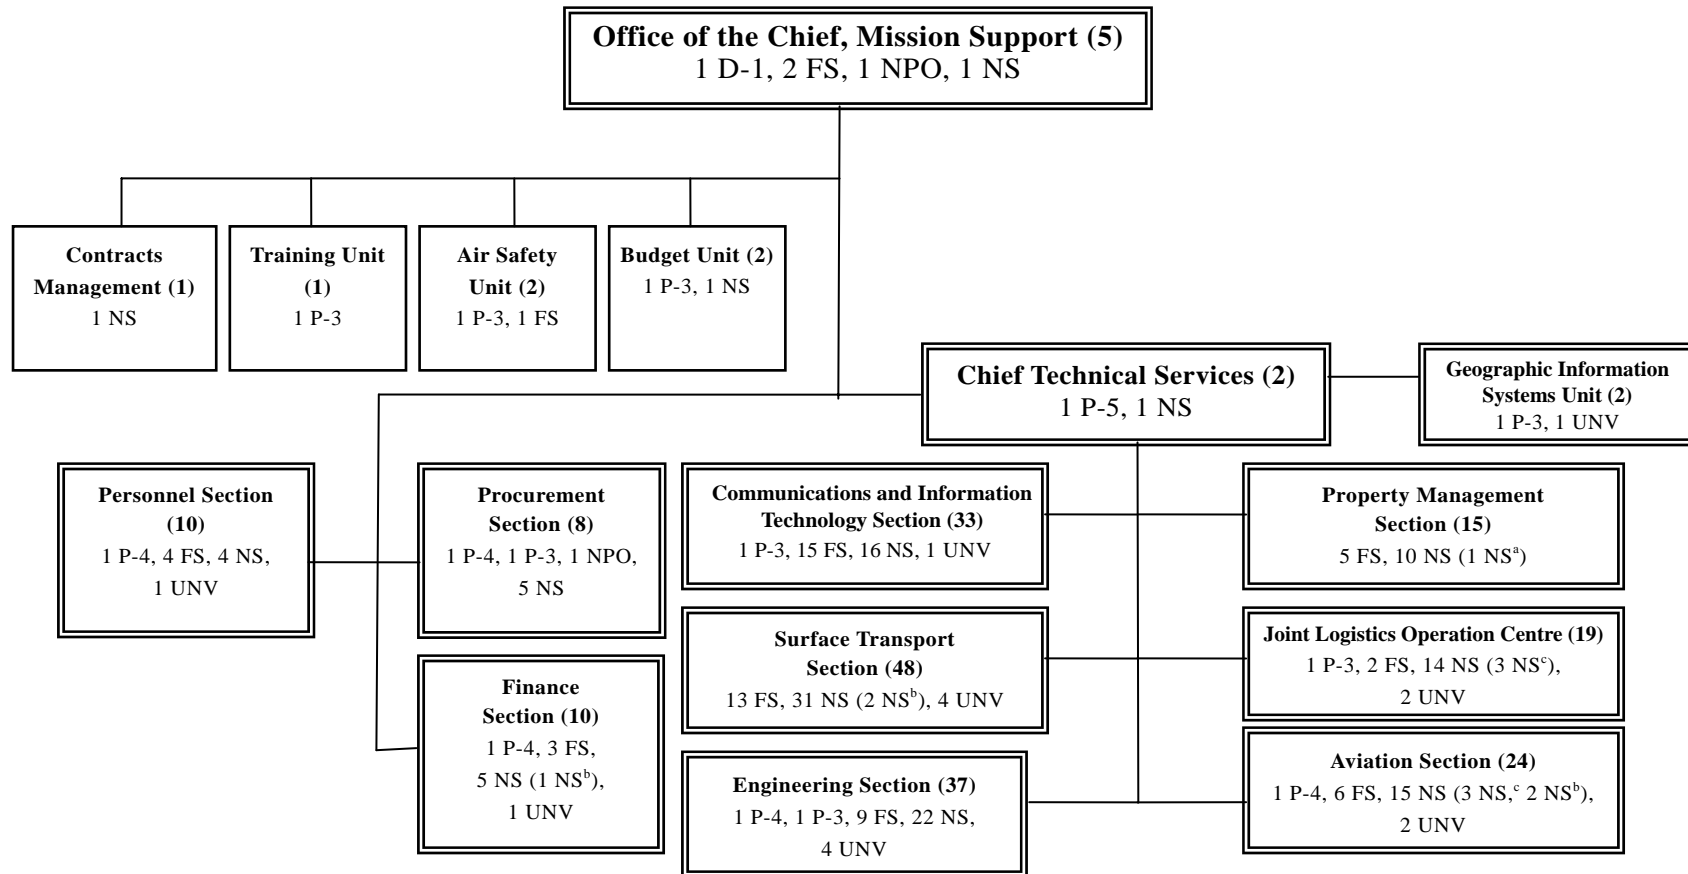 Office of the Chief, Mission Support (5)
1 D-1, 2 FS, 1 NPO, 1 NS
Contracts
Management (1)
1 NS
Training Unit
(1)
1 P-3
Air Safety
Unit (2)
1 P-3, 1 FS
Budget Unit (2)
1 P-3, 1 NS
Chief Technical Services (2)
1 P-5, 1 NS
Geographic Information
Systems Unit (2)
1 P-3, 1 UNV
Personnel Section
(10)
1 P-4, 4 FS, 4 NS,
1 UNV
Procurement
Section (8)
1 P-4, 1 P-3, 1 NPO,
5 NS
Communications and Information
Technology Section (33)
1 P-3, 15 FS, 16 NS, 1 UNV
Property Management
Section (15)
5 FS, 10 NS (1 NSᵃ)
Finance
Section (10)
1 P-4, 3 FS,
5 NS (1 NSᵇ),
1 UNV
Surface Transport
Section (48)
13 FS, 31 NS (2 NSᵇ), 4 UNV
Joint Logistics Operation Centre (19)
1 P-3, 2 FS, 14 NS (3 NSᶜ),
2 UNV
Engineering Section (37)
1 P-4, 1 P-3, 9 FS, 22 NS,
4 UNV
Aviation Section (24)
1 P-4, 6 FS, 15 NS (3 NS,ᶜ 2 NSᵇ),
2 UNV